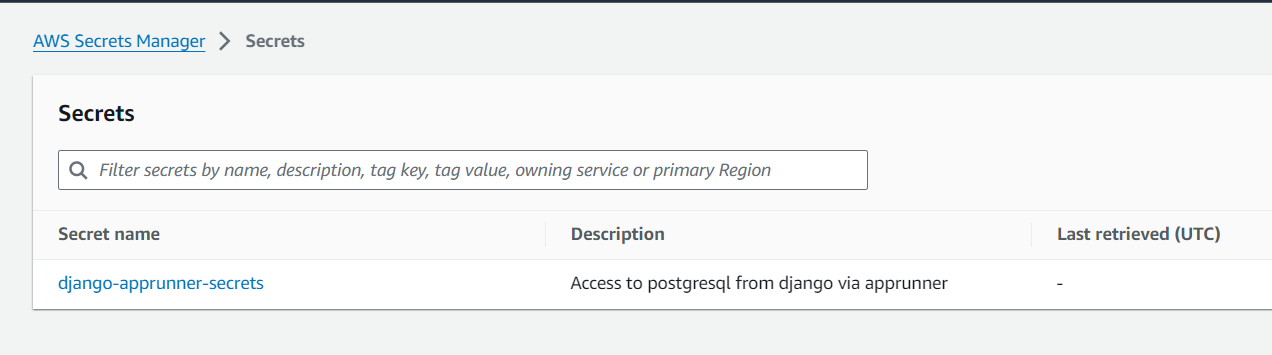 AWS Secrets Manager > Secrets
Secrets
Filter secrets by name, description, tag key, tag value, owning service or primary Region
Secret name Description Last retrieved (UTC)
django-apprunner-secrets Access to postgresql from django via apprunner -